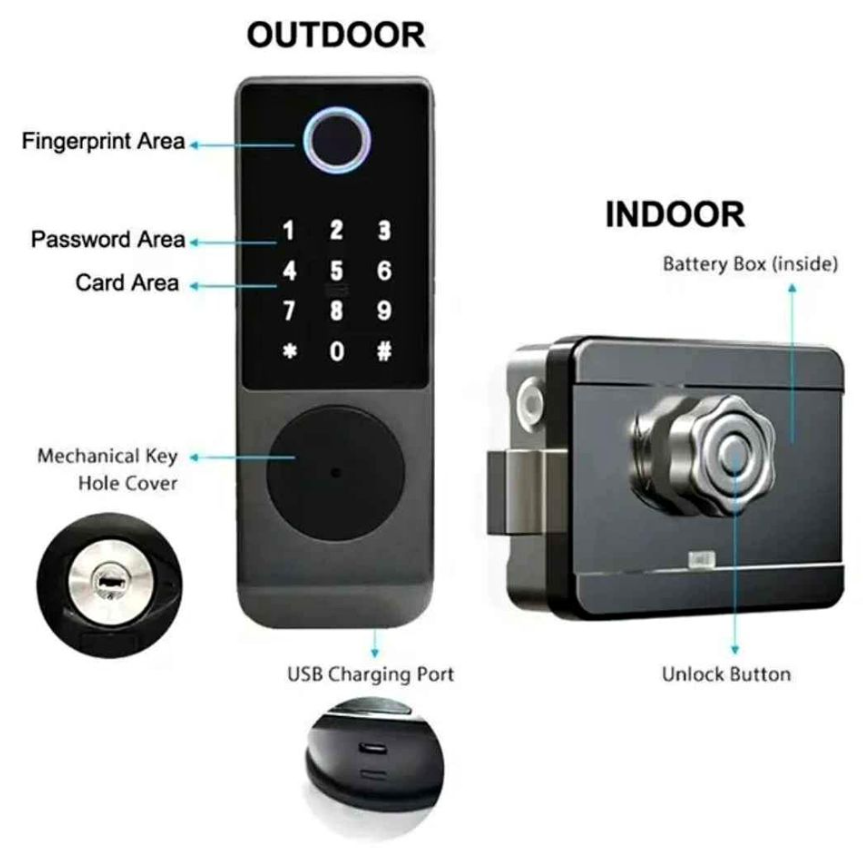 OUTDOOR
Fingerprint Area
Password Area
Card Area
1 2 3
4 5 6
7 8 9
* 0 #
Mechanical Key
Hole Cover
USB Charging Port
INDOOR
Battery Box (inside)
Unlock Button